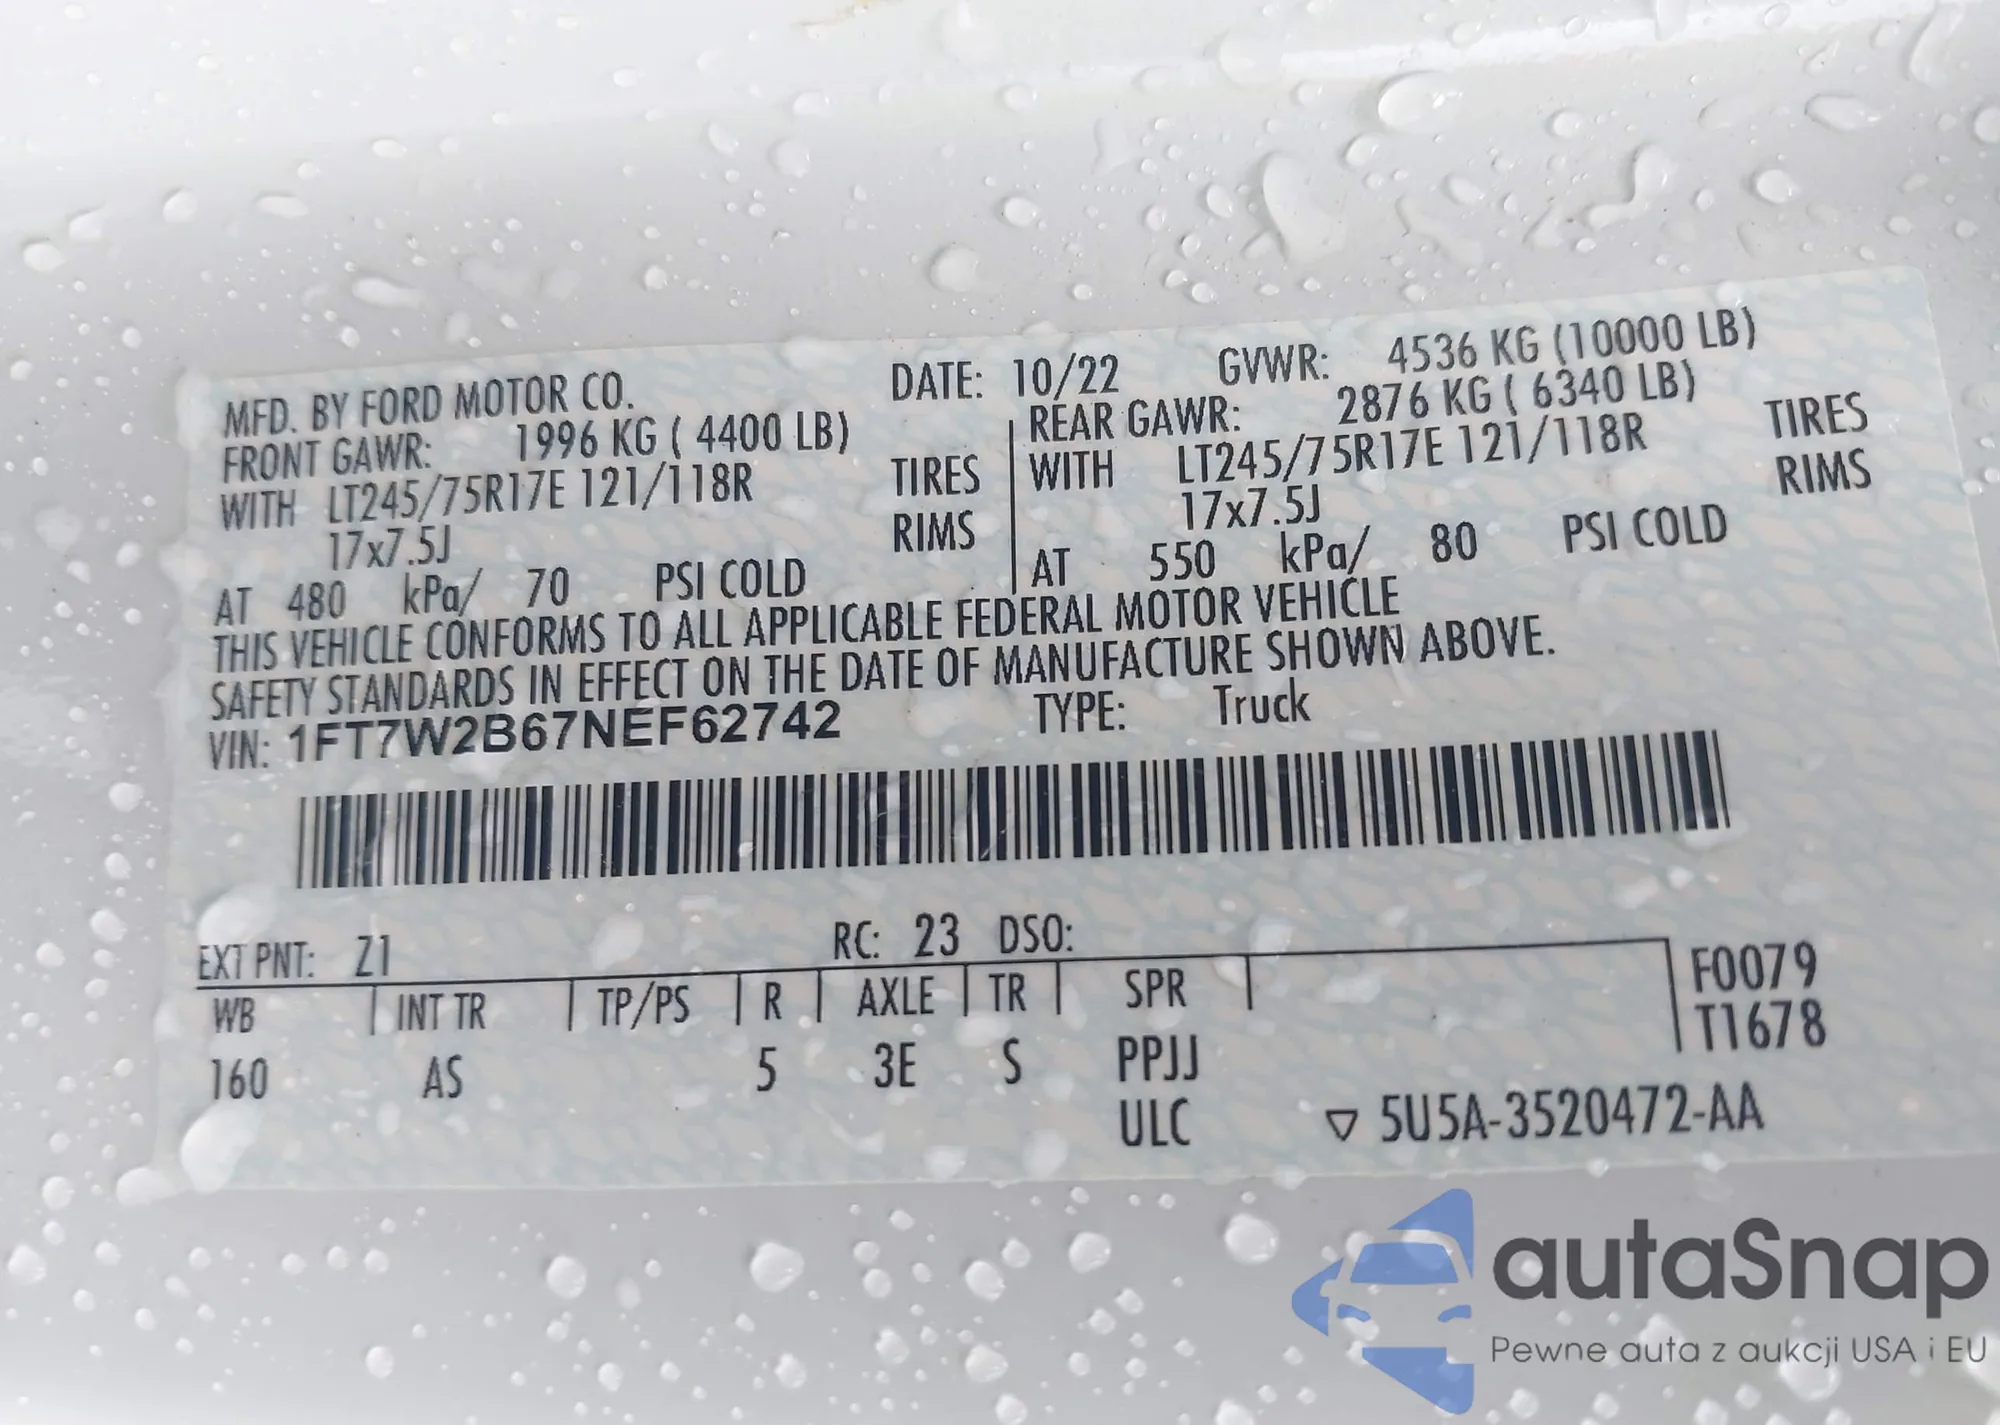 MFD. BY FORD MOTOR CO. DATE: 10/22 GVWR: 4536 KG (10000 LB)
FRONT GAWR: 1996 KG ( 4400 LB) REAR GAWR: 2876 KG ( 6340 LB)
WITH LT245/75R17E 121/118R TIRES WITH LT245/75R17E 121/118R TIRES
17x7.5J RIMS 17x7.5J RIMS
AT 480 kPa/ 70 PSI COLD AT 550 kPa/ 80 PSI COLD
THIS VEHICLE CONFORMS TO ALL APPLICABLE FEDERAL MOTOR VEHICLE
SAFETY STANDARDS IN EFFECT ON THE DATE OF MANUFACTURE SHOWN ABOVE.
VIN: 1FT7W2B67NEF62742 TYPE: Truck
EXT PNT: Z1 RC: 23 DSO:
WB INT TR TP/PS R AXLE TR SPR F0079
T1678
160 AS 5 3E S PPJJ
ULC ▽ 5U5A-3520472-AA
autaSnap
Pewne auta z aukcji USA i EU